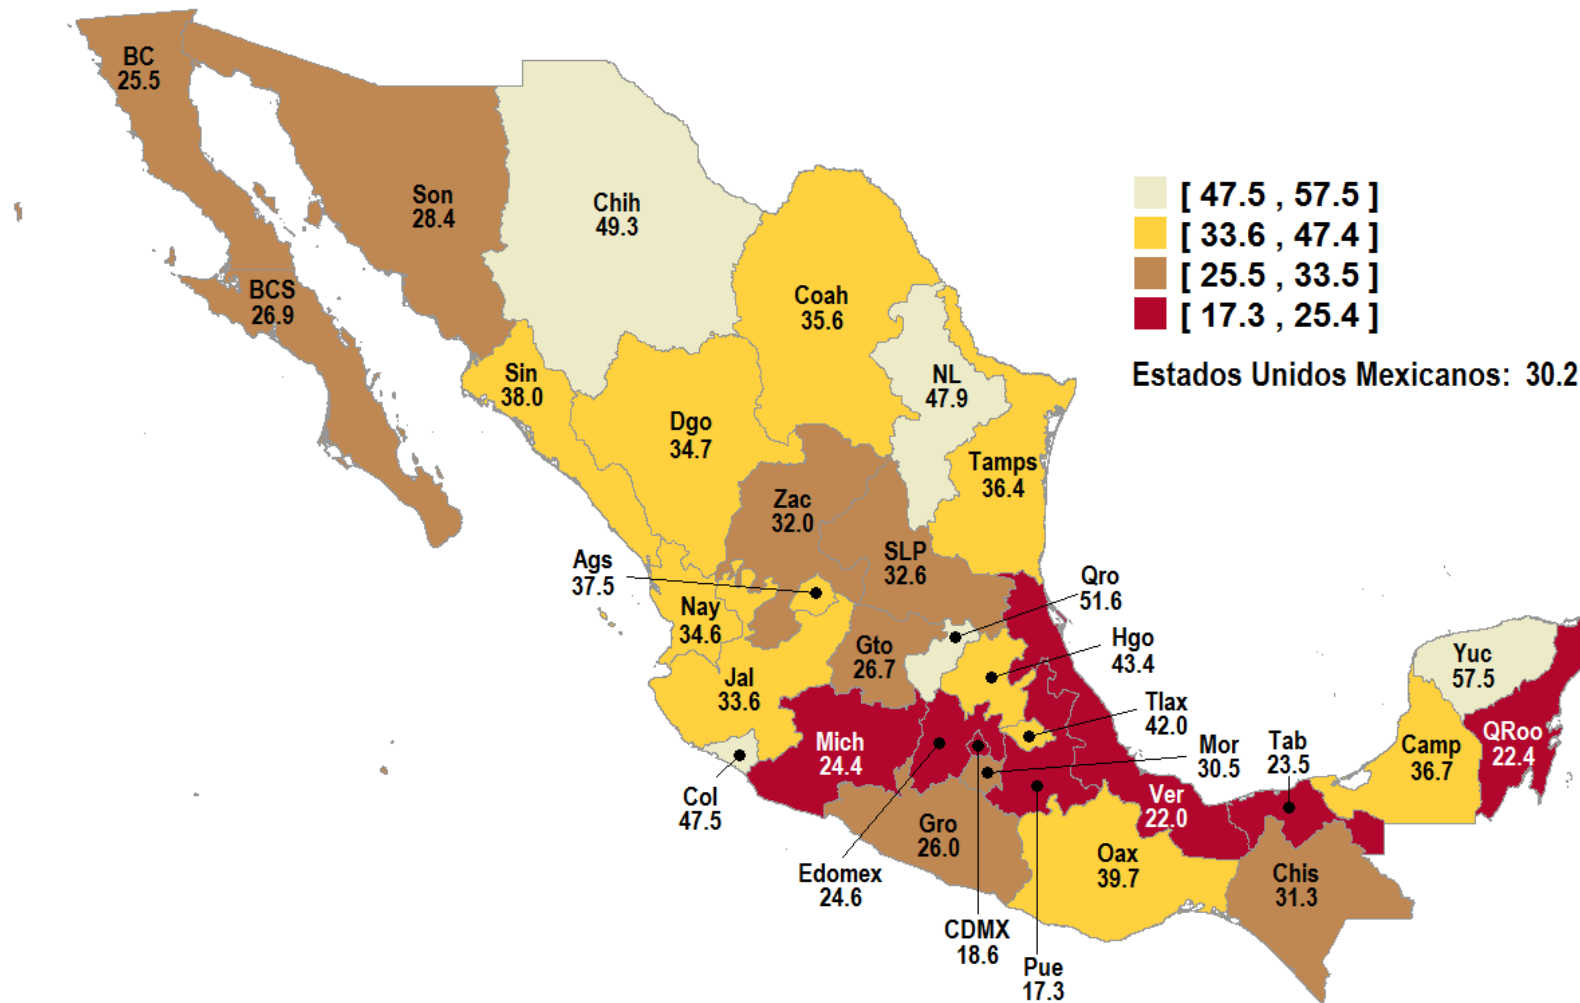 BC
25.5
Son
28.4
Chih
49.3
BCS
26.9
Coah
35.6
NL
47.9
Sin
38.0
Dgo
34.7
Tamps
36.4
Zac
32.0
SLP
32.6
Ags
37.5
Nay
34.6
Jal
33.6
Gto
26.7
Qro
51.6
Hgo
43.4
Tlax
42.0
Mor
30.5
Tab
23.5
Mich
24.4
Col
47.5
Gro
26.0
Edomex
24.6
CDMX
18.6
Pue
17.3
Ver
22.0
Oax
39.7
Chis
31.3
Camp
36.7
Yuc
57.5
QRoo
22.4
[ 47.5 , 57.5 ]
[ 33.6 , 47.4 ]
[ 25.5 , 33.5 ]
[ 17.3 , 25.4 ]
Estados Unidos Mexicanos: 30.2